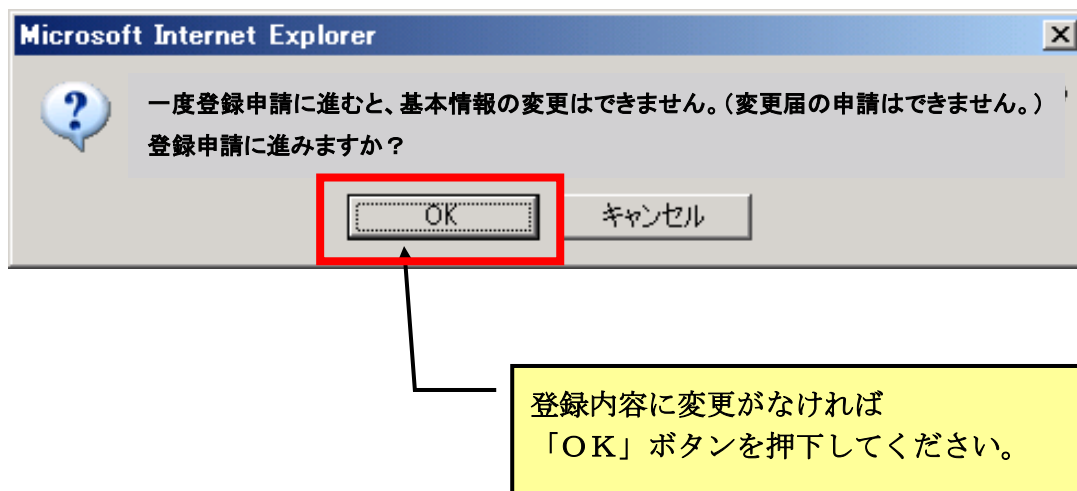 Microsoft Internet Explorer
一度登録申請に進むと、基本情報の変更はできません。（変更届の申請はできません。）
登録申請に進みますか？
OK
キャンセル
登録内容に変更がなければ
「ＯＫ」ボタンを押下してください。